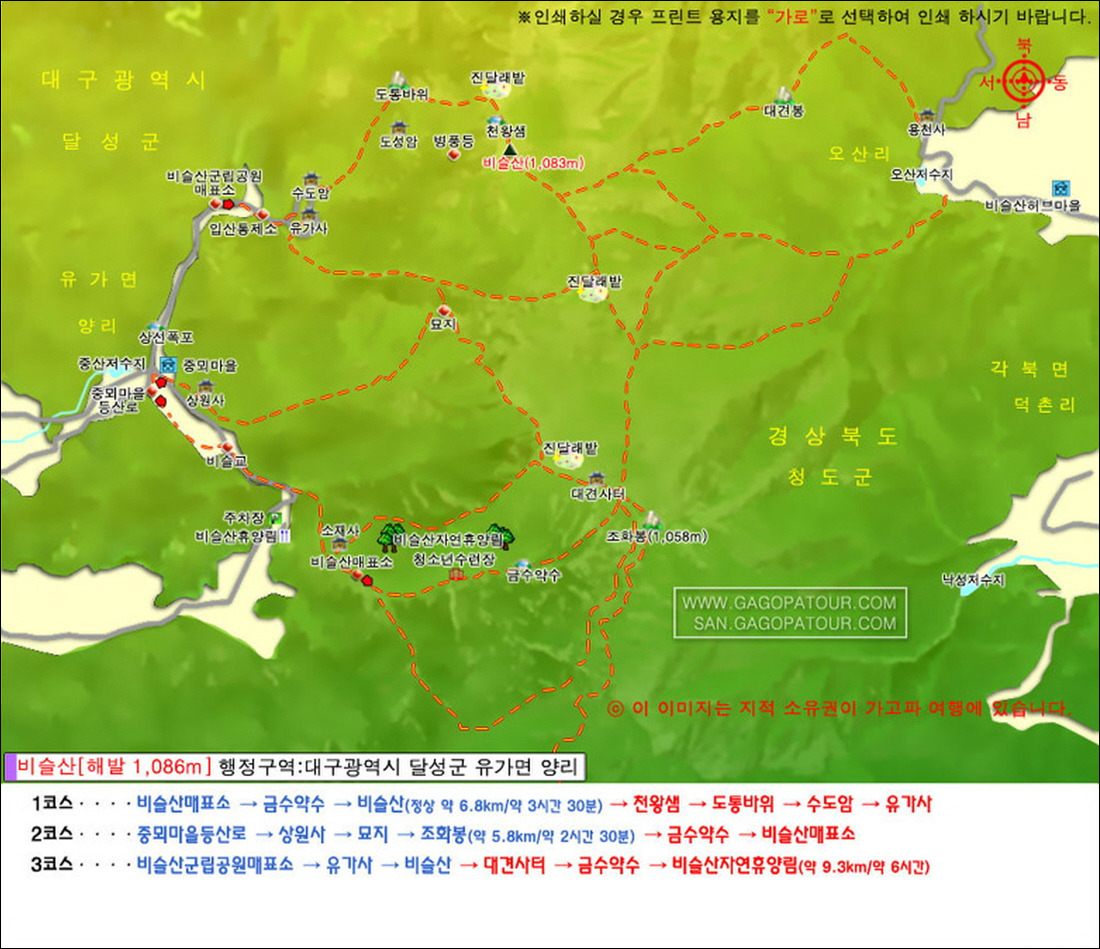 ※인쇄하실 경우 프린트 용지를 "가로"로 선택하여 인쇄 하시기 바랍니다.
북
서 동
남
대구광역시
달성군
진달래밭
도통바위
대견봉
천왕샘
도성암
병풍등
비슬산(1,083m)
용천사
오산리
오산저수지
비슬산허브마을
비슬산군립공원
매표소
수도암
입산통제소
유가사
유가면
양리
진달래밭
묘지
상선폭포
중산저수지
중뫼마을
중뫼마을
등산로
상원사
각북면
덕촌리
경상북도
청도군
비슬교
진달래밭
대견사터
주차장
비슬산휴양림
소재사
비슬산자연휴양림
조화봉(1,058m)
비슬산매표소
청소년수련장
금수약수
낙성저수지
WWW.GAGOPATOUR.COM
SAN.GAGOPATOUR.COM
◎ 이 이미지는 지적 소유권이 가고파 여행에 있습니다.
비슬산[해발 1,086m] 행정구역:대구광역시 달성군 유가면 양리
1코스 · · · · 비슬산매표소 → 금수약수 → 비슬산(정상 약 6.8km/약 3시간 30분) → 천왕샘 → 도통바위 → 수도암 → 유가사
2코스 · · · · 중뫼마을등산로 → 상원사 → 묘지 → 조화봉(약 5.8km/약 2시간 30분) → 금수약수 → 비슬산매표소
3코스 · · · · 비슬산군립공원매표소 → 유가사 → 비슬산 → 대견사터 → 금수약수 → 비슬산자연휴양림(약 9.3km/약 6시간)